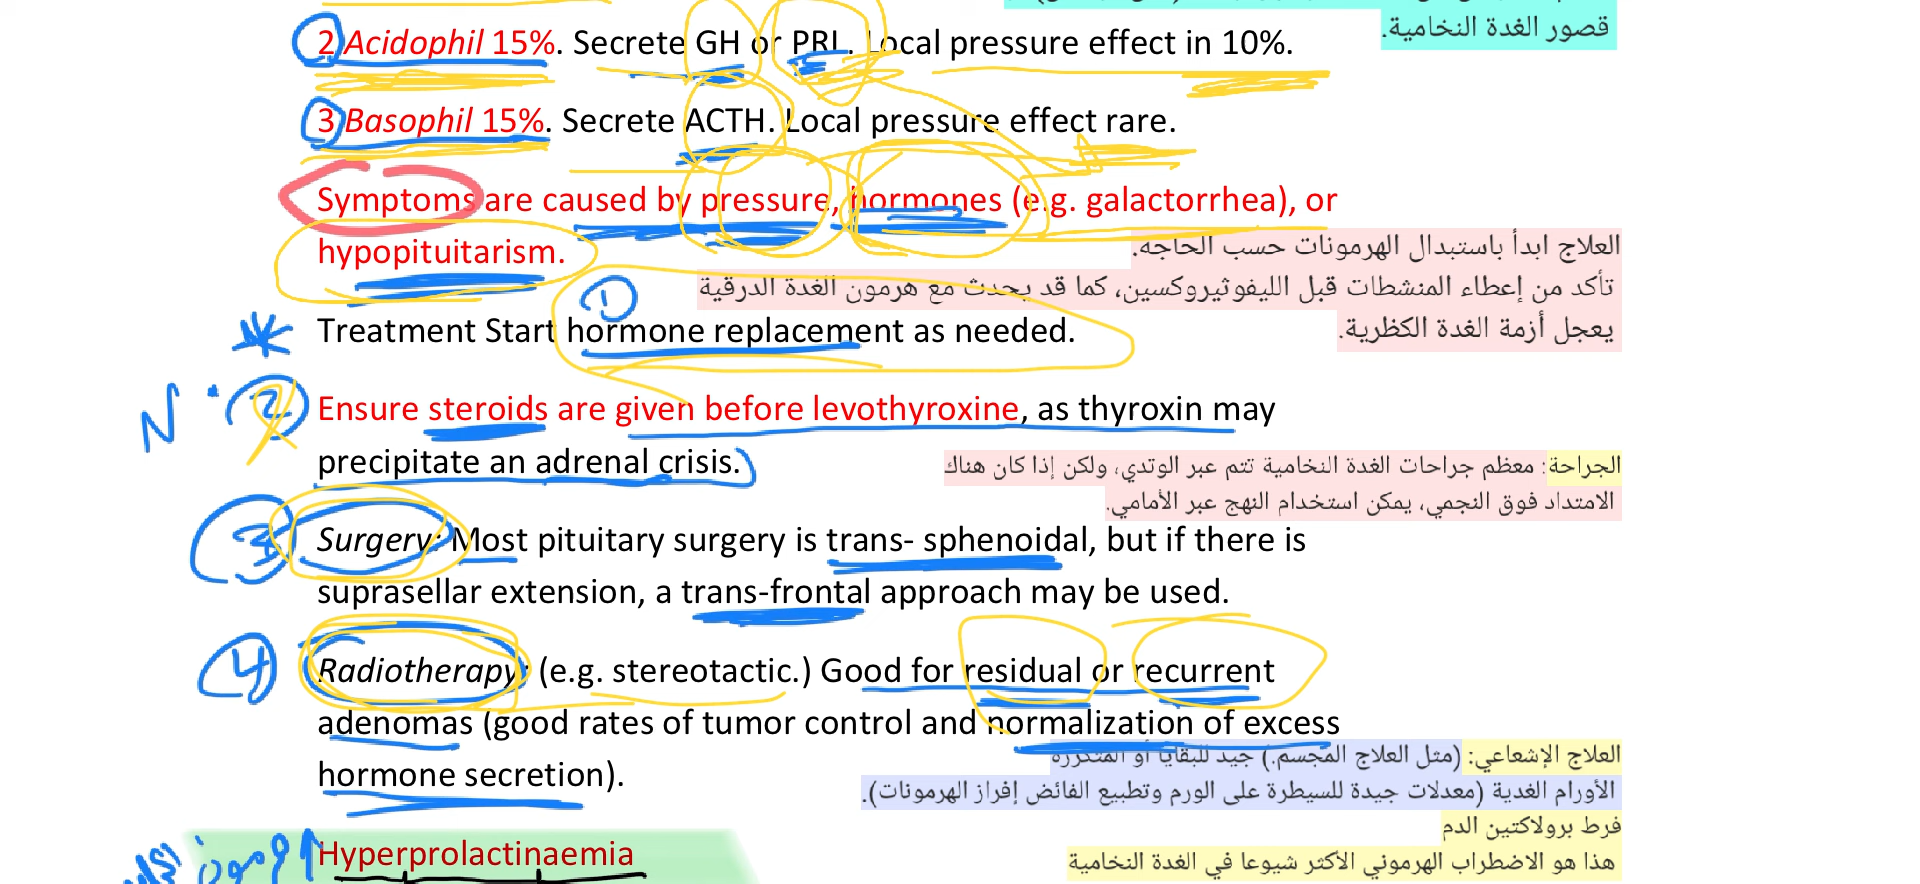 قصور الغدة النخامية.
2 Acidophil 15%. Secrete GH or PRL. Local pressure effect in 10%.
3 Basophil 15%. Secrete ACTH. Local pressure effect rare.
Symptoms are caused by pressure, hormones (e.g. galactorrhea), or
hypopituitarism.
العلاج ابدأ باستبدال الهرمونات حسب الحاجة.
تأكد من إعطاء المنشطات قبل الليفوثيروكسين، كما قد يحدث مع هرمون الغدة الدرقية
يعجل أزمة الغدة الكظرية.
1
Treatment Start hormone replacement as needed.
N. 2
Ensure steroids are given before levothyroxine, as thyroxin may
precipitate an adrenal crisis.
الجراحة: معظم جراحات الغدة النخامية تتم عبر الوتدي، ولكن إذا كان هناك
الامتداد فوق النجمي، يمكن استخدام النهج عبر الأمامي.
3
Surgery: Most pituitary surgery is trans- sphenoidal, but if there is
suprasellar extension, a trans-frontal approach may be used.
4
Radiotherapy: (e.g. stereotactic.) Good for residual or recurrent
adenomas (good rates of tumor control and normalization of excess
hormone secretion).
العلاج الإشعاعي: (مثل العلاج المجسم.) جيد للبقايا أو المتكررة
الأورام الغدية (معدلات جيدة للسيطرة على الورم وتطبيع الفائض إفراز الهرمونات).
فرط برولاكتين الدم
هذا هو الاضطراب الهرموني الأكثر شيوعا في الغدة النخامية
Hyperprolactinaemia